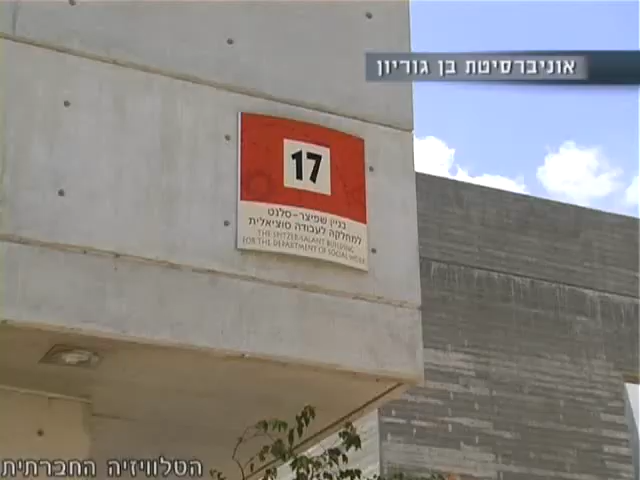 אוניברסיטת בן גוריון
17
בניין שפיצר-סלנט
למחלקה לעבודה סוציאלית
THE SPITZER-SALANT BUILDING
FOR THE DEPARTMENT OF SOCIAL WORK
הטלוויזיה החברתית